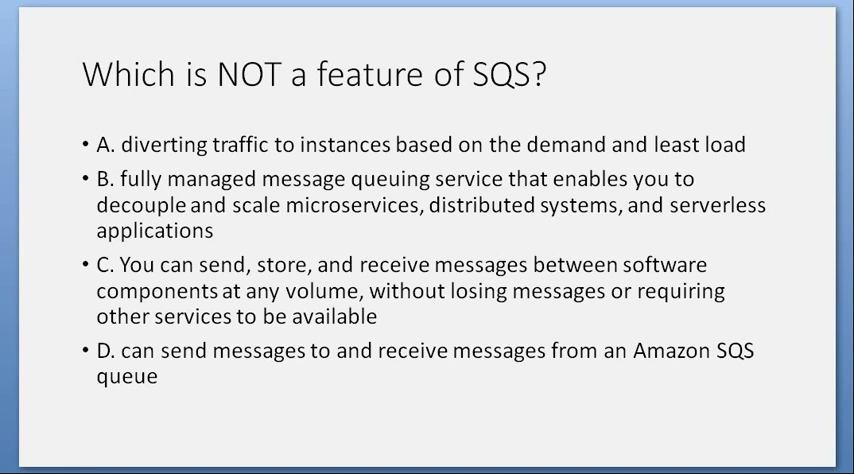 Which is NOT a feature of SQS?
• A. diverting traffic to instances based on the demand and least load
• B. fully managed message queuing service that enables you to
decouple and scale microservices, distributed systems, and serverless
applications
• C. You can send, store, and receive messages between software
components at any volume, without losing messages or requiring
other services to be available
• D. can send messages to and receive messages from an Amazon SQS
queue